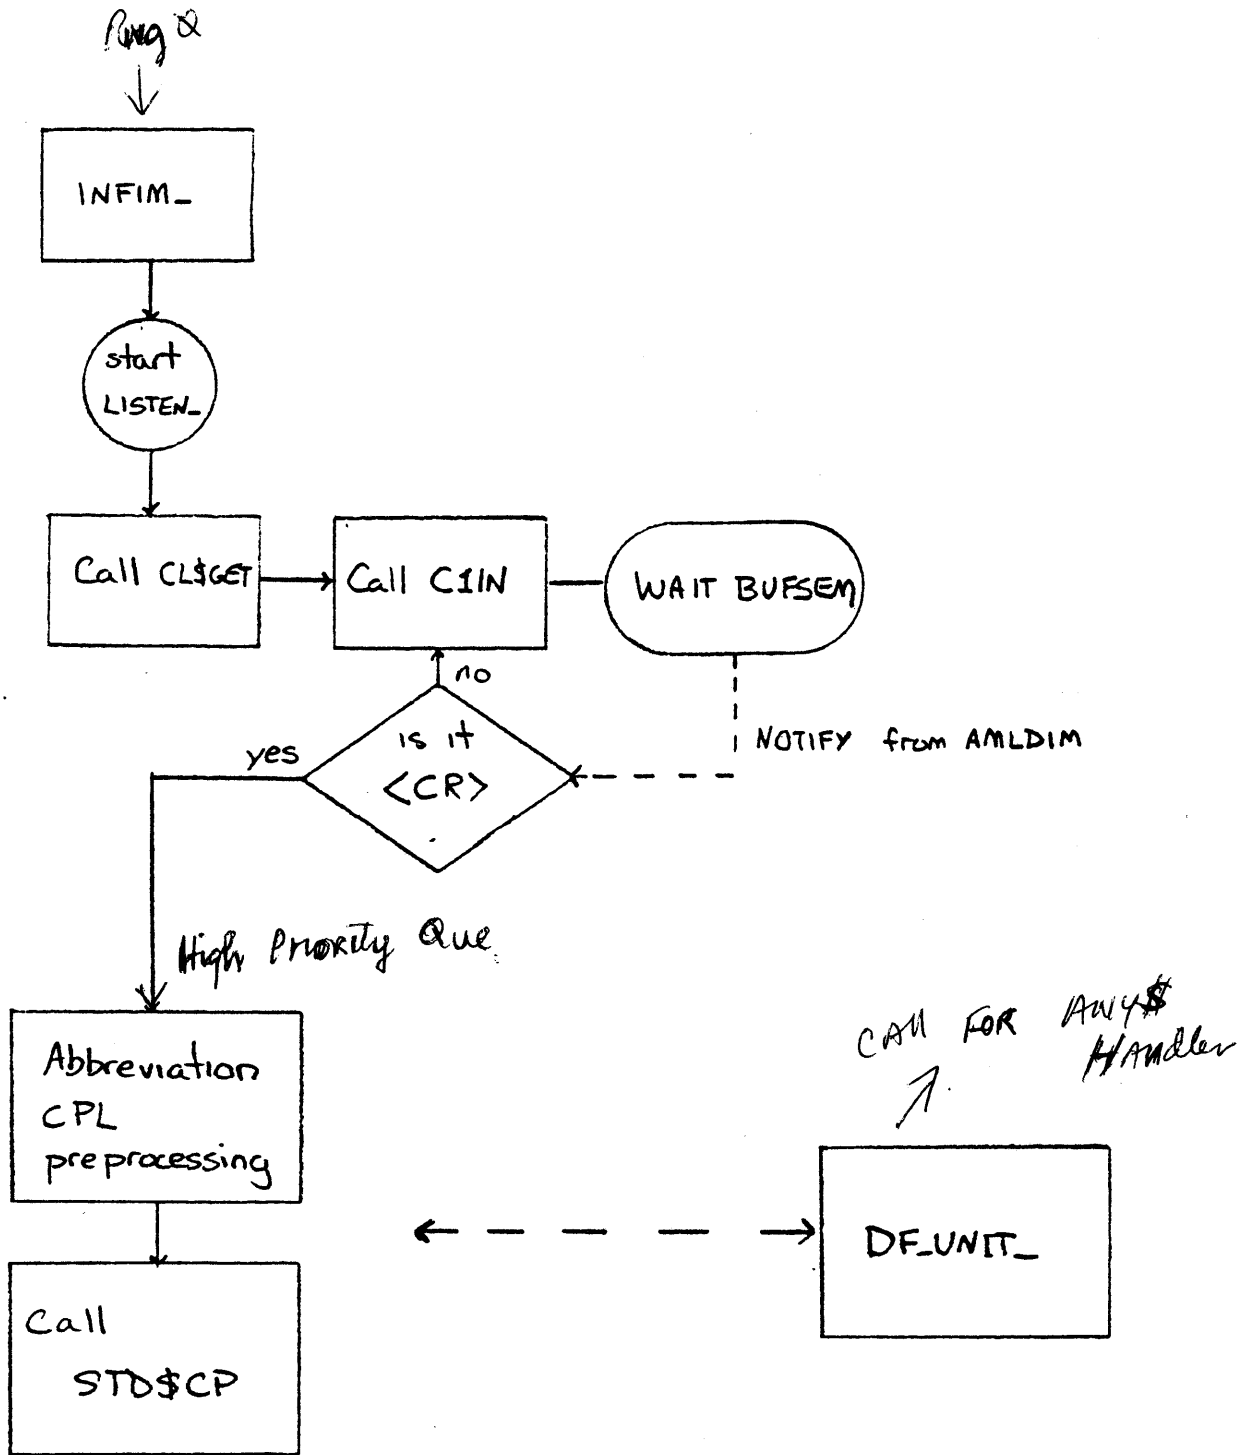 Ring
INFIM_
start
LISTEN_
Call CL$GET
Call C1IN
WAIT BUFSEM
no
is it
<CR>
yes
NOTIFY from AMLDIM
High Priority Que
CALL FOR ANY$
Handler
Abbreviation
CPL
preprocessing
DF_UNIT_
Call
STD$CP